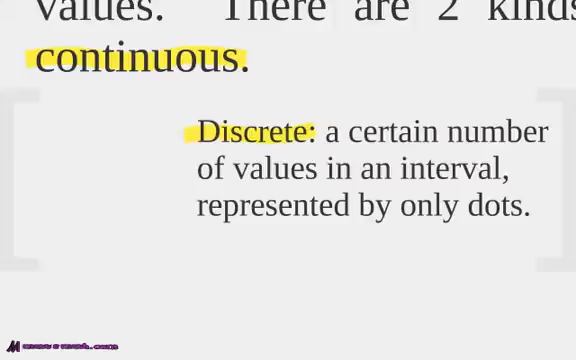 values. There are 2 kinds
continuous.
Discrete: a certain number
of values in an interval,
represented by only dots.